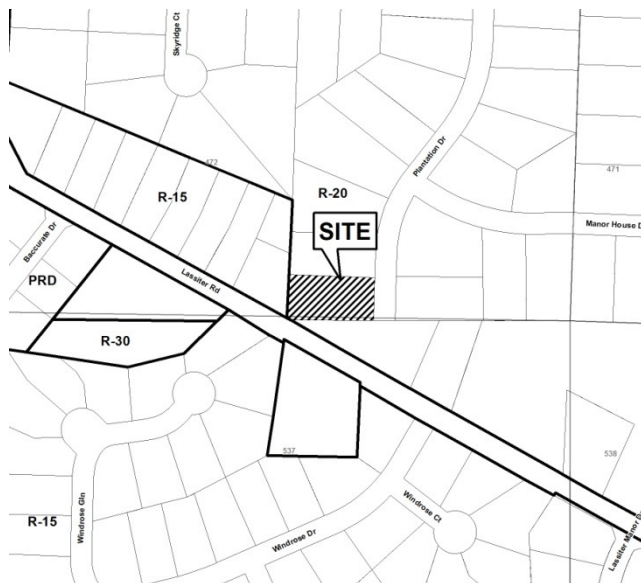 Skyridge Ct
472
R-15
R-20
Plantation Dr
471
Manor House D
SITE
Baccurate Dr
PRD
Lassiter Rd
R-30
537
538
R-15
Windrose Gln
Windrose Dr
Windrose Ct
Lassiter Manor D